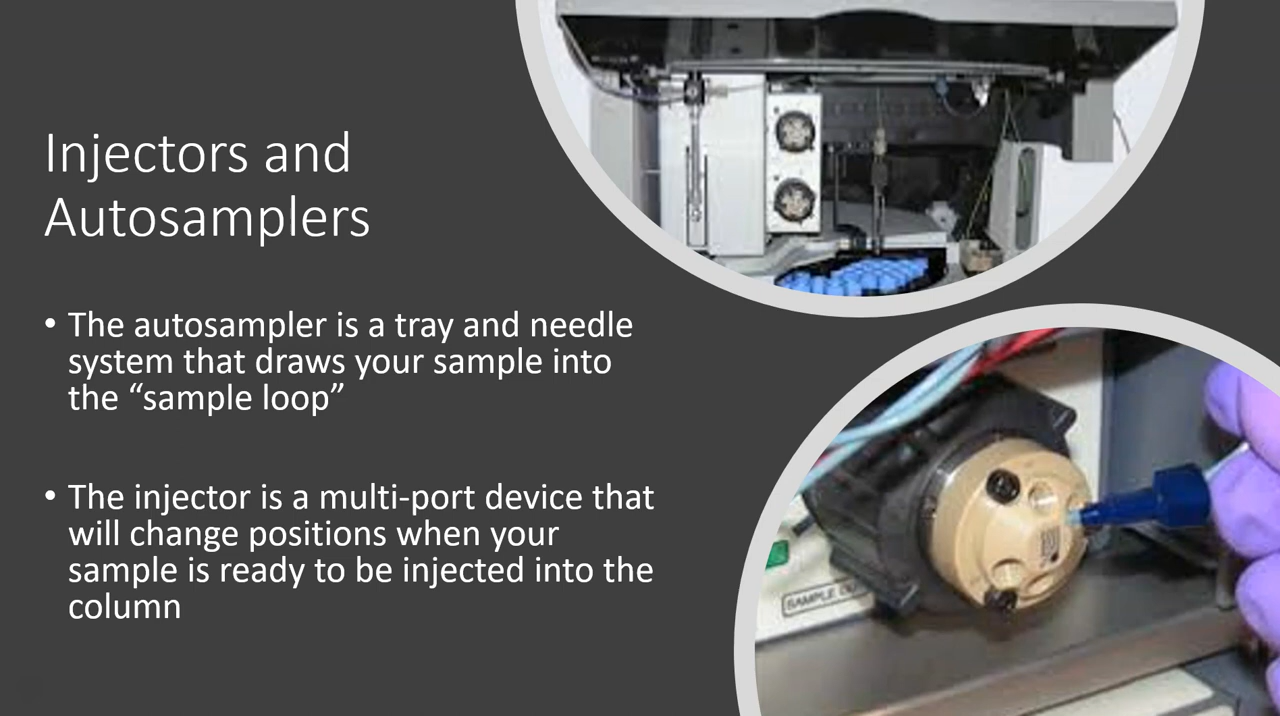 Injectors and
Autosamplers
• The autosampler is a tray and needle
system that draws your sample into
the “sample loop”
• The injector is a multi-port device that
will change positions when your
sample is ready to be injected into the
column
SAMPLE